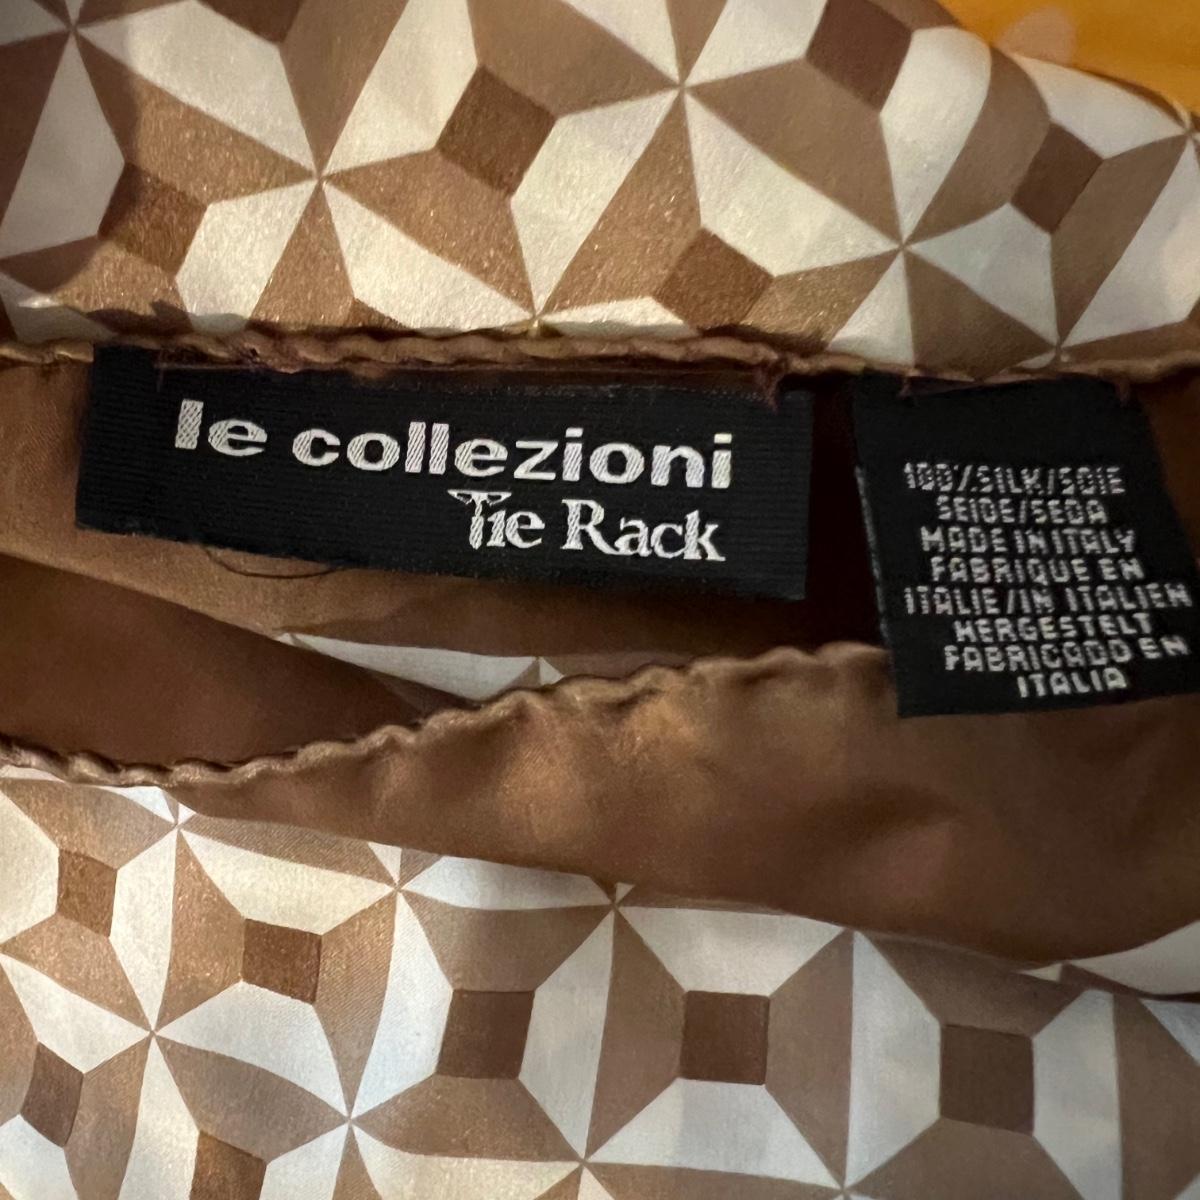 le collezioni
Tie Rack
100% SILK/SOIE
SEIDE/SEDA
MADE IN ITALY
FABRIQUE EN
ITALIE/IN ITALIEN
HERGESTELT
FABRICADO EN
ITALIA